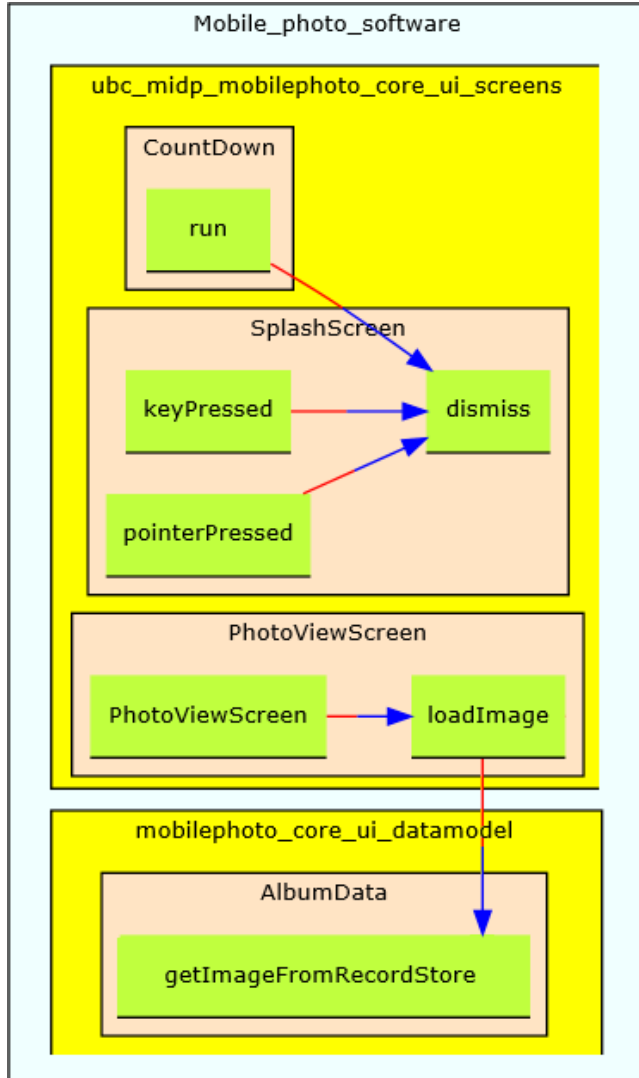 Mobile_photo_software
ubc_midp_mobilephoto_core_ui_screens
CountDown
run
SplashScreen
keyPressed
dismiss
pointerPressed
PhotoViewScreen
PhotoViewScreen
loadImage
mobilephoto_core_ui_datamodel
AlbumData
getImageFromRecordStore